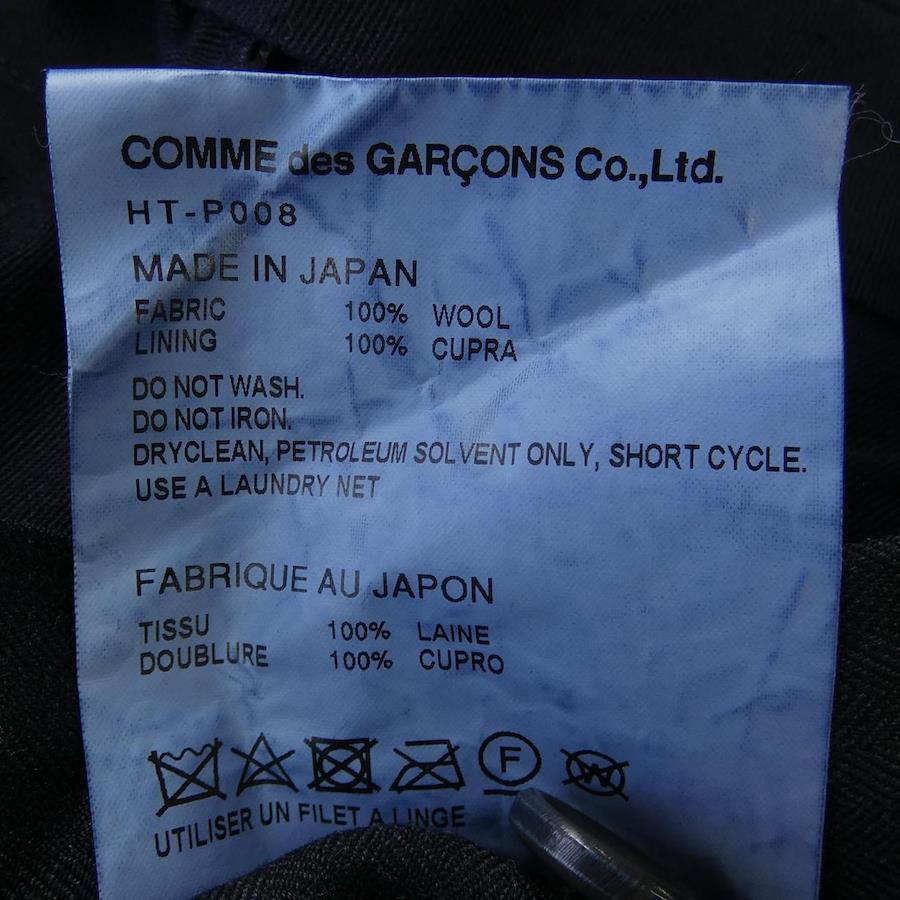 COMME des GARÇONS Co.,Ltd.
HT-P008
MADE IN JAPAN
FABRIC 100% WOOL
LINING 100% CUPRA
DO NOT WASH.
DO NOT IRON.
DRYCLEAN, PETROLEUM SOLVENT ONLY, SHORT CYCLE.
USE A LAUNDRY NET
FABRIQUE AU JAPON
TISSU 100% LAINE
DOUBLURE 100% CUPRO
F W
UTILISER UN FILET A LINGE